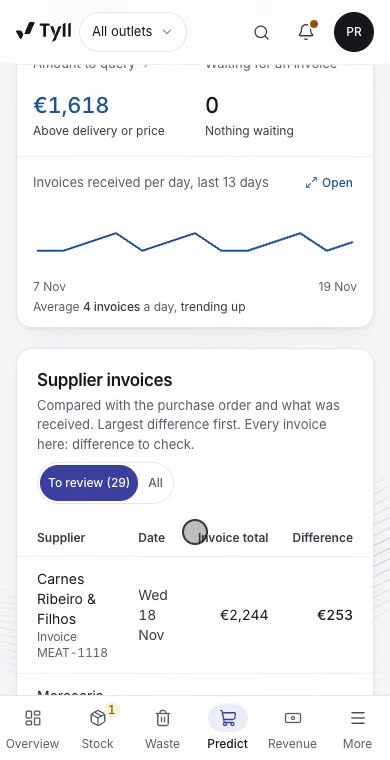 Tyll
All outlets
PR
Amount to query
Waiting for an invoice
€1,618
0
Above delivery or price
Nothing waiting
Invoices received per day, last 13 days
Open
7 Nov
19 Nov
Average 4 invoices a day, trending up
Supplier invoices
Compared with the purchase order and what was
received. Largest difference first. Every invoice
here: difference to check.
To review (29)
All
Supplier Date Invoice total Difference
Carnes
Ribeiro &
Filhos
Invoice
MEAT-1118
Wed
18
Nov
€2,244
€253
Mercearia
1
Overview Stock Waste Predict Revenue More